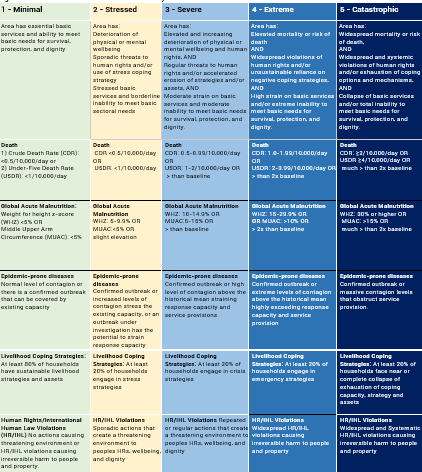 1 - Minimal
Area has essential basic
services and ability to meet
basic needs for survival,
protection, and dignity
Death
1) Crude Death Rate (CDR):
<0.5/10,000/day or
2) Under-Five Death Rate
(U5DR): <1/10,000/day
Global Acute Malnutrition:
Weight for height z-score
(WHZ) <5% OR
Middle Upper Arm
Circumference (MUAC): <5%
Epidemic-prone diseases
Normal level of contagion or
there is a confirmed outbreak
that can be covered by
existing capacity
Livelihood Coping Strategies:
At least 80% of households
have sustainable livelihood
strategies and assets
Human Rights/International
Human Law Violations
(HR/IHL) No actions causing
threatening environment or
HR/IHL violations causing
irreversible harm to people
and property.
2 - Stressed
Area has:
Deterioration of
physical or mental
wellbeing
Sporadic threats to
human rights and/or
use of stress coping
strategy
Stressed basic
services and borderline
inability to meet basic
sectoral needs
Death
CDR <0.5/10,000/day
OR
U5DR: <1/10,000/day
Global Acute
Malnutrition
WHZ: 5-9.9% OR
MUAC:<5% OR
slight elevation
Epidemic-prone
diseases
Confirmed outbreak or
increased levels of
contagion stress the
existing capacity, or an
outbreak under
investigation has the
potential to strain
response capacity
Livelihood Coping
Strategies: At least
20% of households
engage in stress
strategies
HR/IHL Violations
Sporadic actions that
create a threatening
environment to
peoples HRs, wellbeing,
and dignity
3 - Severe
Area has:
Elevated and increasing
deterioration of physical or
mental wellbeing and human
rights, AND
Regular threats to human
rights and/or accelerated
erosion of strategies and/or
assets, AND
Moderate strain on basic
services and moderate
inability to meet basic needs
for survival, protection, and/or
dignity.
Death
CDR: 0.5-0.99/10,000/day
OR
U5DR: 1-2/10,000/day OR
> than baseline
Global Acute Malnutrition
WHZ: 10-14.9% OR
MUAC:5-15% OR
> than baseline
Epidemic-prone diseases
Confirmed outbreak or high
level of contagion above the
historical mean straining
response capacity and
service provisions
Livelihood Coping
Strategies: At least 20% of
households engage in crisis
strategies
HR/IHL Violations Repeated
or regular actions that create
a threatening environment to
peoples HRs, wellbeing, and
dignity
4 - Extreme
Area has:
Elevated mortality or risk of
death
AND
Widespread violations of
human rights and/or
unsustainable reliance on
negative coping strategies.
AND
High strain on basic services
and/or extreme inability to
meet basic needs for
survival, protection, and
dignity.
Death
CDR: 1.0-1.99/10,000/day
OR
U5DR: 2-3.99/10,000/day OR
> than 2x baseline
Global Acute Malnutrition:
WHZ: 15-29.9% OR
OR MUAC: >10% OR
> 2x than baseline
Epidemic-prone diseases
Confirmed outbreak or
extreme levels of contagion
above the historical mean
highly exceeding response
capacity and service
provision
Livelihood Coping
Strategies: At least 20% of
households engage in
emergency strategies
HR/IHL Violations
Widespread HR/IHL
violations causing
irreversible harm to people
and property
5 - Catastrophic
Area has:
Widespread mortality or risk
of death.
AND
Widespread and systemic
violations of human rights
and/or exhaustion of coping
options and mechanisms,
AND
Collapse of basic services
and/or total inability to
meet basic needs for
survival, protection, and
dignity.
Death
CDR: ≥2/10,000/day OR
U5DR ≥4/10,000/day OR
much > than 2x baseline
Global Acute Malnutrition:
WHZ: 30% or higher OR
MUAC: >15% OR
much > than 2x baseline
Epidemic-prone diseases
Confirmed outbreak or
massive contagion levels
that obstruct service
provision.
Livelihood Coping
Strategies: At least 20% of
households face near or
complete collapse of
exhaustion of coping
capacity, strategy and
assets
HR/IHL Violations
Widespread and Systematic
HR/IHL violations causing
irreversible harm to people
and property